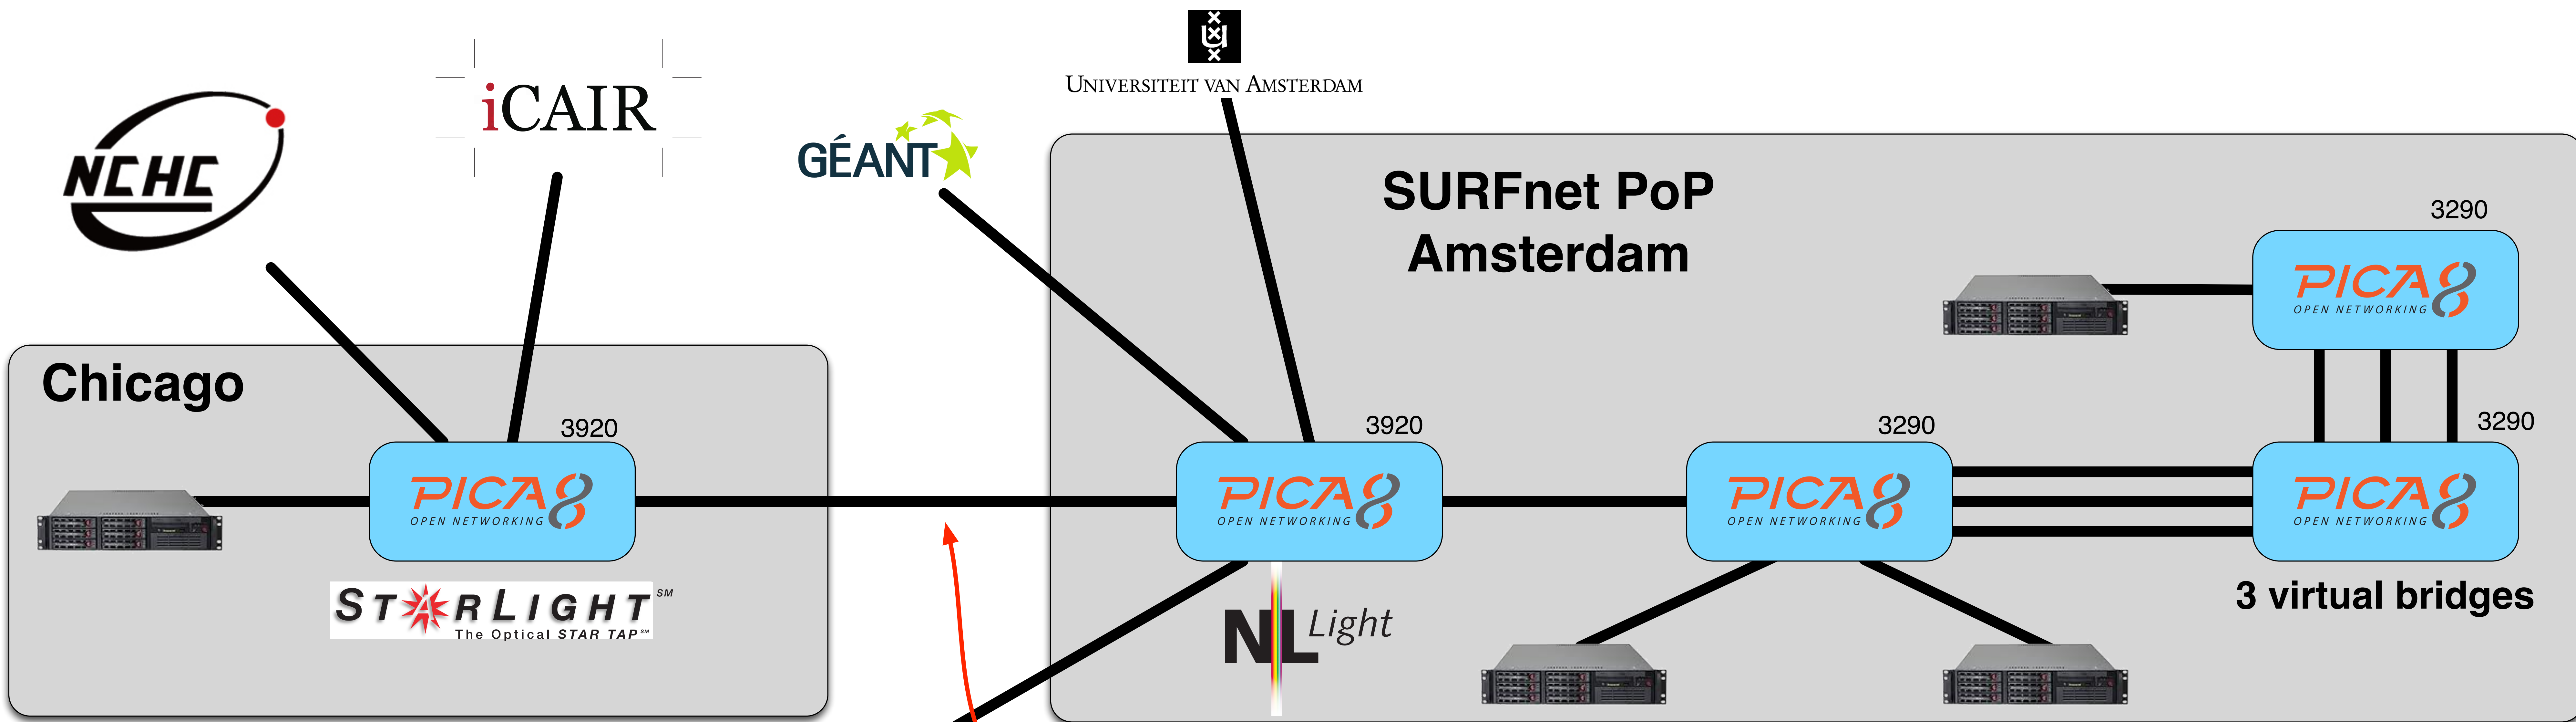 NCHC
iCAIR
GÉANT
UNIVERSITEIT VAN AMSTERDAM
SURFnet PoP
Amsterdam
3290
PICA8
OPEN NETWORKING
Chicago
3920
PICA8
OPEN NETWORKING
3920
PICA8
OPEN NETWORKING
3290
PICA8
OPEN NETWORKING
3290
PICA8
OPEN NETWORKING
STARLIGHT SM
The Optical STAR TAP SM
NLLight
3 virtual bridges